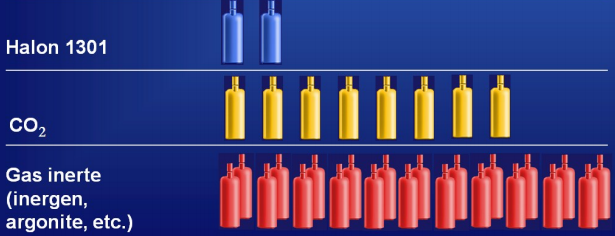 Halon 1301
CO₂
Gas inerte
(inergen,
argonite, etc.)